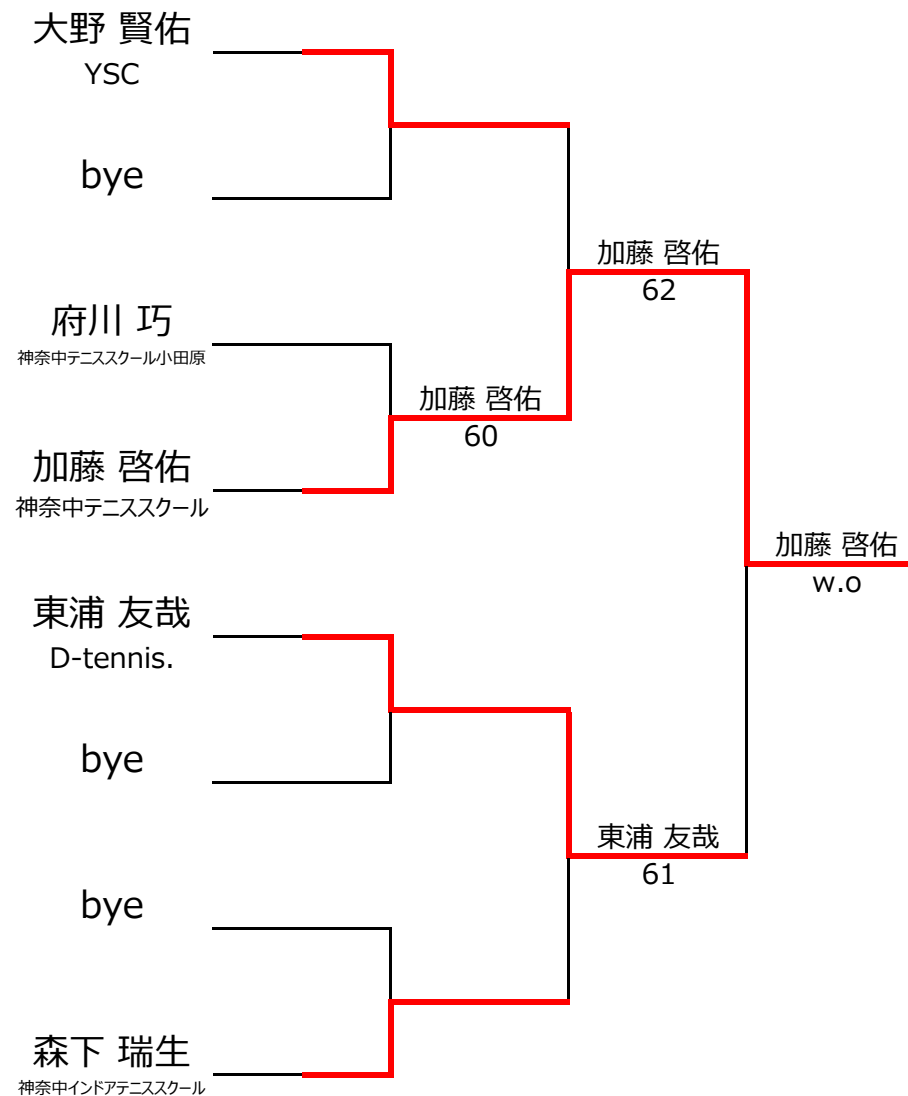 大野 賢佑
YSC
bye
加藤 啓佑
62
府川 巧
神奈中テニススクール小田原
加藤 啓佑
60
加藤 啓佑
神奈中テニススクール
加藤 啓佑
w.o
東浦 友哉
D-tennis.
bye
東浦 友哉
61
bye
森下 瑞生
神奈中インドアテニススクール